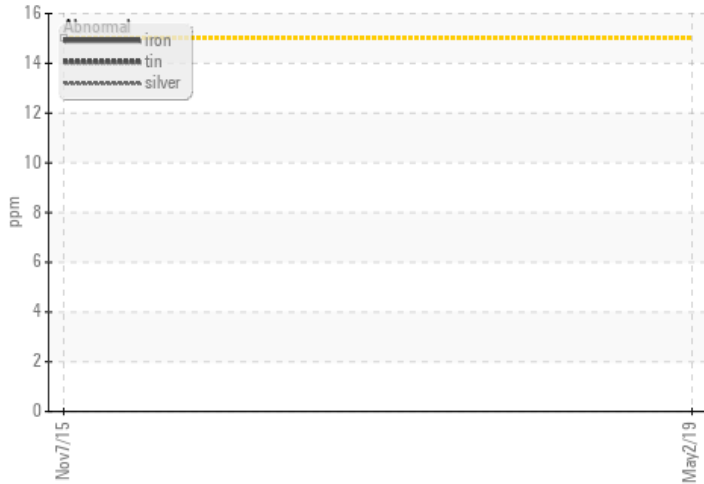 16
14
12
10
8
6
4
2
0
ppm
Abnormal
iron
tin
silver
Nov7/15
May2/19